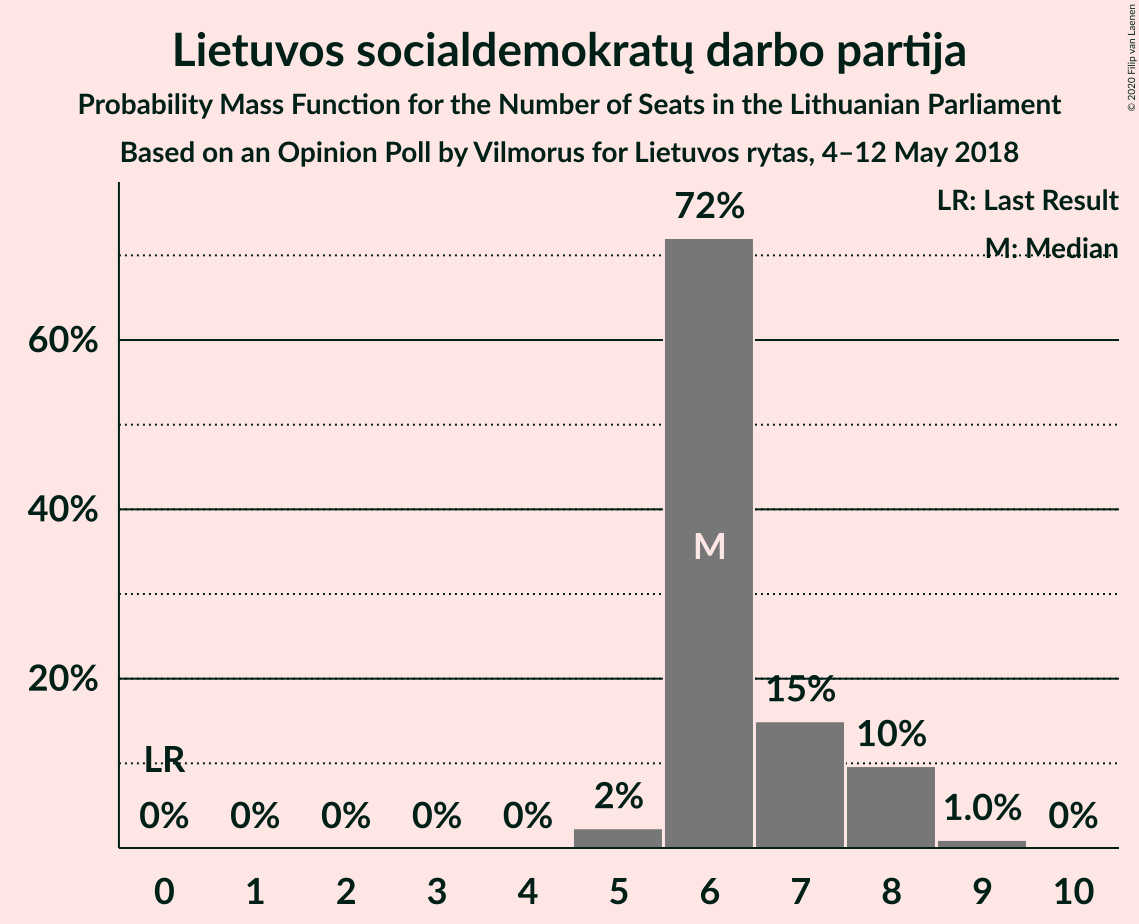 Lietuvos socialdemokratų darbo partija
Probability Mass Function for the Number of Seats in the Lithuanian Parliament
Based on an Opinion Poll by Vilmorus for Lietuvos rytas, 4–12 May 2018
© 2020 Filip van Laenen
LR: Last Result
M: Median
72%
60%
40%
M
20%
15%
10%
LR
2%
1.0%
0% 0% 0% 0% 0% 0%
0 1 2 3 4 5 6 7 8 9 10